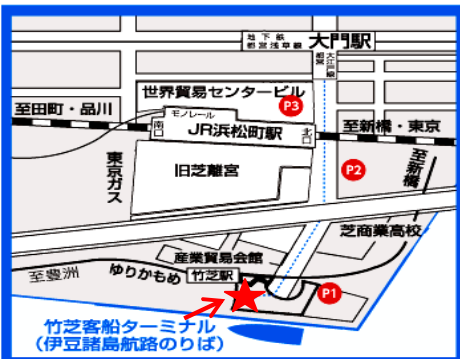 地下鉄
都営浅草線
大門駅
都営
大江戸線
世界貿易センタービル
P3
至田町・品川
モノレール
南口
JR浜松町駅
北口
至新橋・東京
東京ガス
旧芝離宮
P2
至新橋
芝商業高校
産業貿易会館
竹芝駅
至豊洲
ゆりかもめ
P1
竹芝客船ターミナル
(伊豆諸島航路のりば)